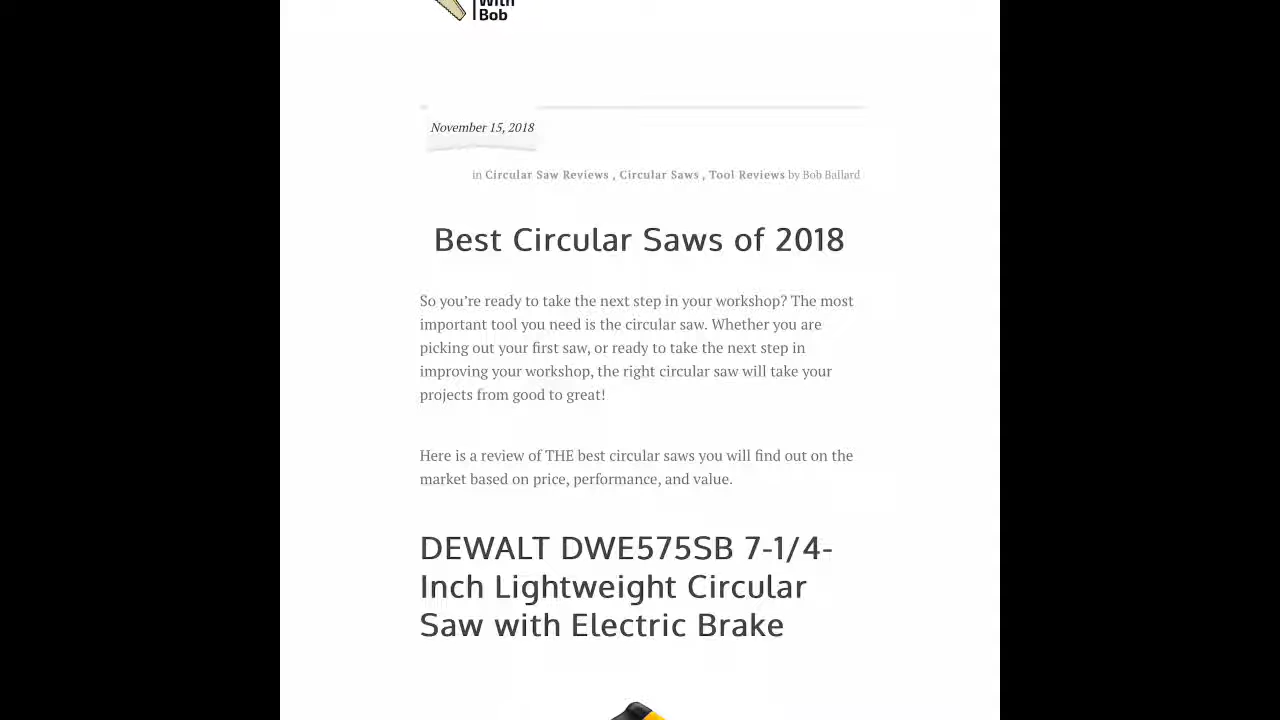 With
Bob
November 15, 2018
in Circular Saw Reviews , Circular Saws , Tool Reviews by Bob Ballard
Best Circular Saws of 2018
So you’re ready to take the next step in your workshop? The most
important tool you need is the circular saw. Whether you are
picking out your first saw, or ready to take the next step in
improving your workshop, the right circular saw will take your
projects from good to great!
Here is a review of THE best circular saws you will find out on the
market based on price, performance, and value.
DEWALT DWE575SB 7-1/4-
Inch Lightweight Circular
Saw with Electric Brake